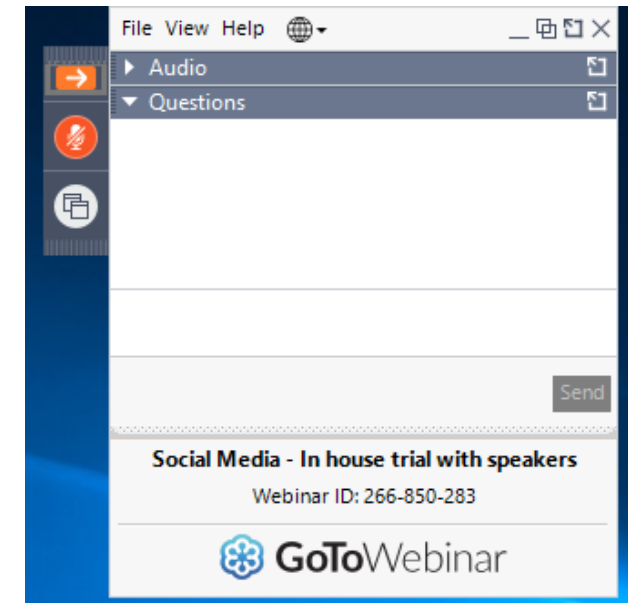 File View Help
Audio
Questions
Send
Social Media - In house trial with speakers
Webinar ID: 266-850-283
GoToWebinar